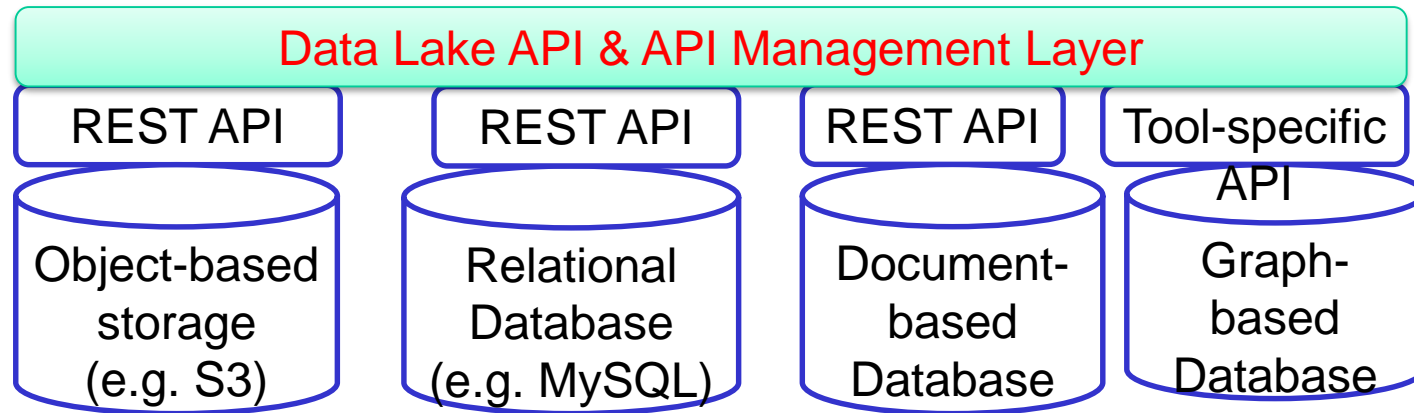 Data Lake API & API Management Layer
REST API
REST API
REST API
Tool-specific
API
Object-based
storage
(e.g. S3)
Relational
Database
(e.g. MySQL)
Document-
based
Database
Graph-
based
Database